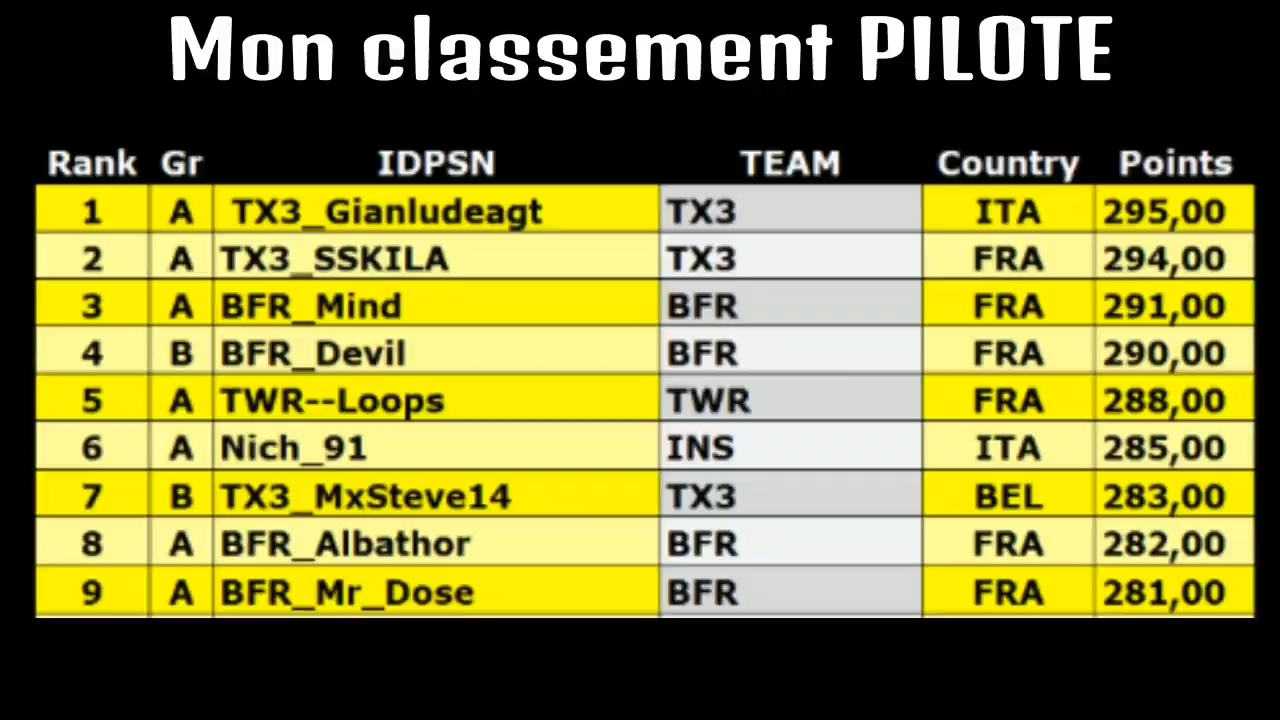 Mon classement PILOTE
Rank Gr IDPSN TEAM Country Points
1 A TX3_Gianludeagt TX3 ITA 295,00
2 A TX3_SSKILA TX3 FRA 294,00
3 A BFR_Mind BFR FRA 291,00
4 B BFR_Devil BFR FRA 290,00
5 A TWR--Loops TWR FRA 288,00
6 A Nich_91 INS ITA 285,00
7 B TX3_MxSteve14 TX3 BEL 283,00
8 A BFR_Albathor BFR FRA 282,00
9 A BFR_Mr_Dose BFR FRA 281,00